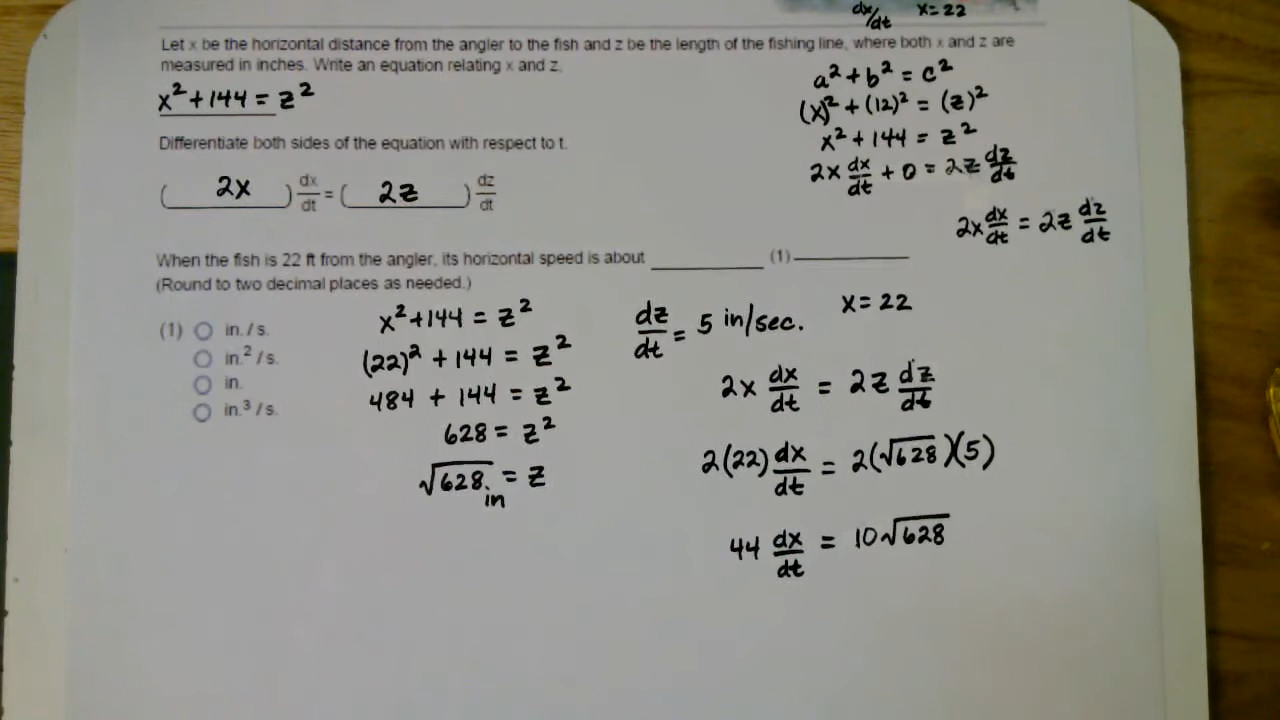 dx/dt x=22
Let x be the horizontal distance from the angler to the fish and z be the length of the fishing line, where both x and z are
measured in inches. Write an equation relating x and z.
x² + 144 = z²
Differentiate both sides of the equation with respect to t.
( 2x ) dx/dt = ( 2z ) dz/dt
a² + b² = c²
(x)² + (12)² = (z)²
x² + 144 = z²
2x dx/dt + 0 = 2z dz/dt
2x dx/dt = 2z dz/dt
When the fish is 22 ft from the angler, its horizontal speed is about ________ (1) ________
(Round to two decimal places as needed.)
(1) ○ in. / s.
○ in.² / s.
○ in.
○ in.³ / s.
x² + 144 = z²
(22)² + 144 = z²
484 + 144 = z²
628 = z²
√628 in = z
dz/dt = 5 in/sec. x = 22
2x dx/dt = 2z dz/dt
2(22) dx/dt = 2(√628)(5)
44 dx/dt = 10√628